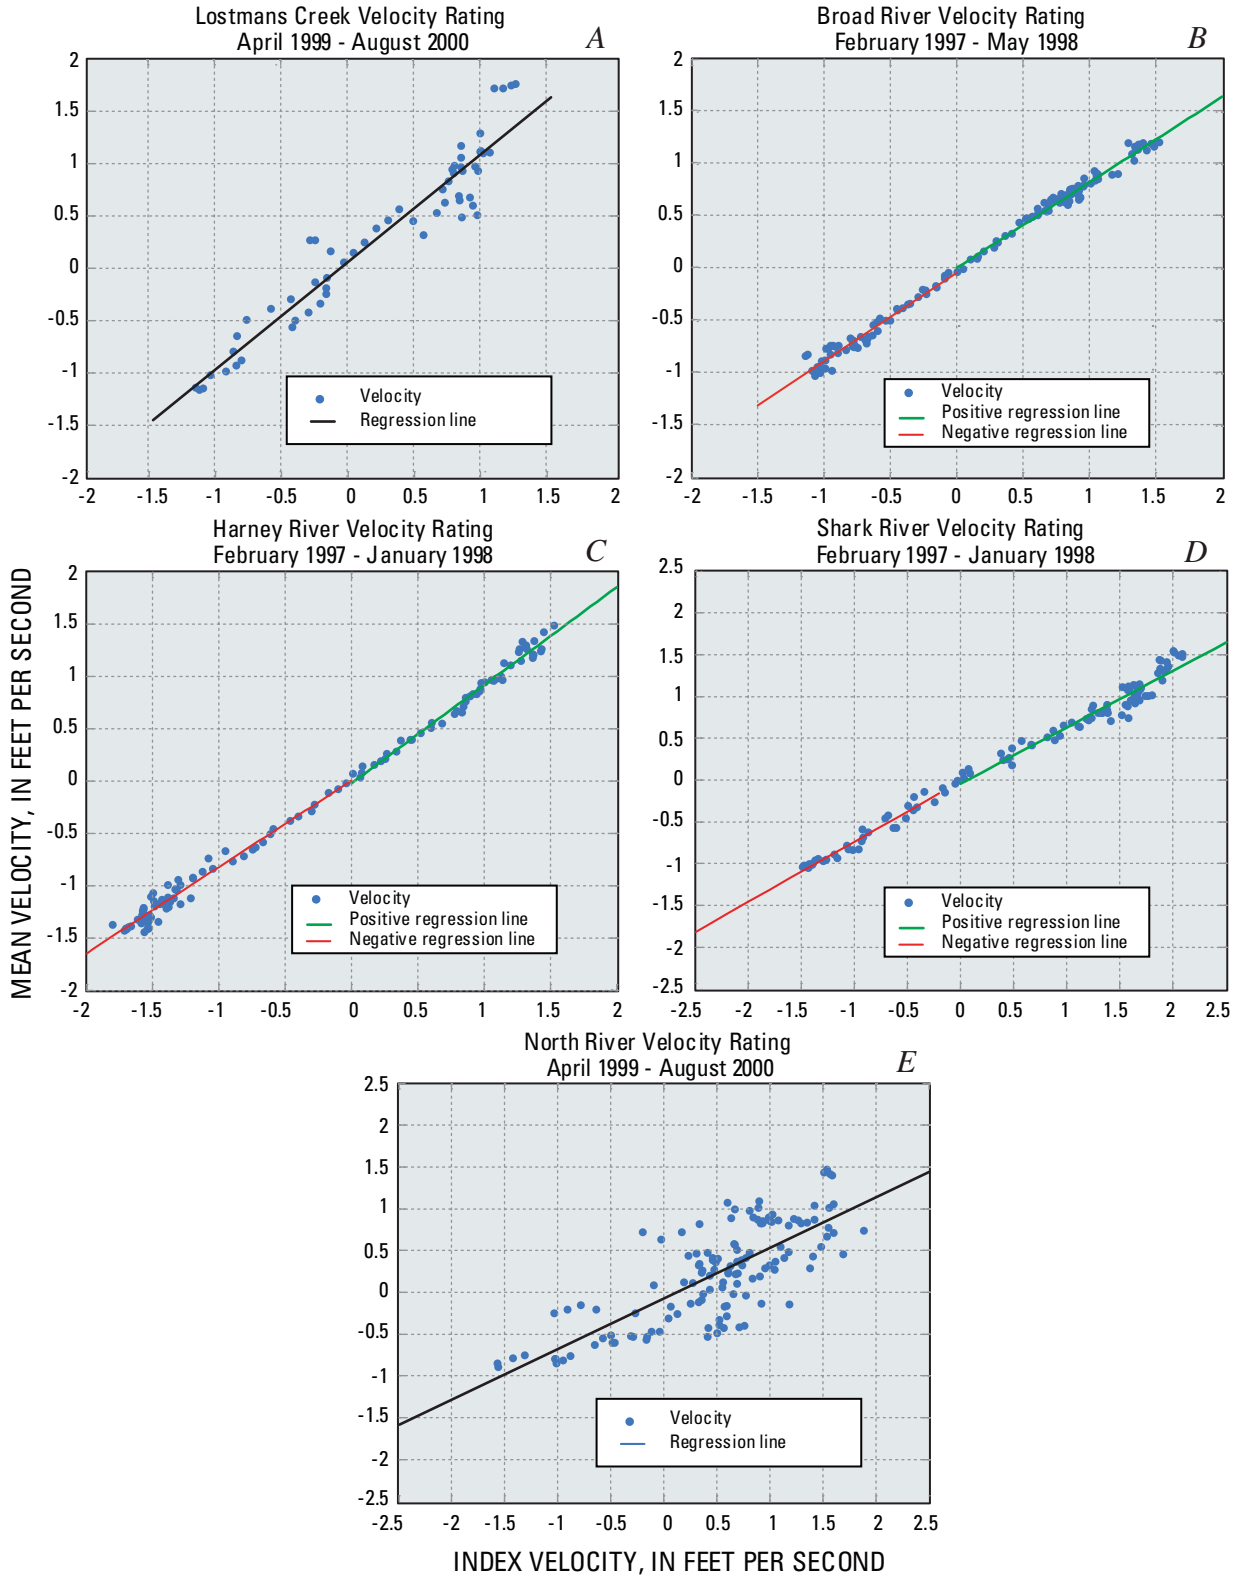 Lostmans Creek Velocity Rating
April 1999 - August 2000
A
2
1.5
1
0.5
0
-0.5
-1
-1.5
-2
Velocity
Regression line
-2 -1.5 -1 -0.5 0 0.5 1 1.5 2
Broad River Velocity Rating
February 1997 - May 1998
B
2
1.5
1
0.5
0
-0.5
-1
-1.5
-2
Velocity
Positive regression line
Negative regression line
-2 -1.5 -1 -0.5 0 0.5 1 1.5 2
MEAN VELOCITY, IN FEET PER SECOND
Harney River Velocity Rating
February 1997 - January 1998
C
2
1.5
1
0.5
0
-0.5
-1
-1.5
-2
Velocity
Positive regression line
Negative regression line
-2 -1.5 -1 -0.5 0 0.5 1 1.5 2
Shark River Velocity Rating
February 1997 - January 1998
D
2.5
2
1.5
1
0.5
0
-0.5
-1
-1.5
-2
-2.5
Velocity
Positive regression line
Negative regression line
-2.5 -2 -1.5 -1 -0.5 0 0.5 1 1.5 2 2.5
North River Velocity Rating
April 1999 - August 2000
E
2.5
2
1.5
1
0.5
0
-0.5
-1
-1.5
-2
-2.5
Velocity
Regression line
-2.5 -2 -1.5 -1 -0.5 0 0.5 1 1.5 2 2.5
INDEX VELOCITY, IN FEET PER SECOND